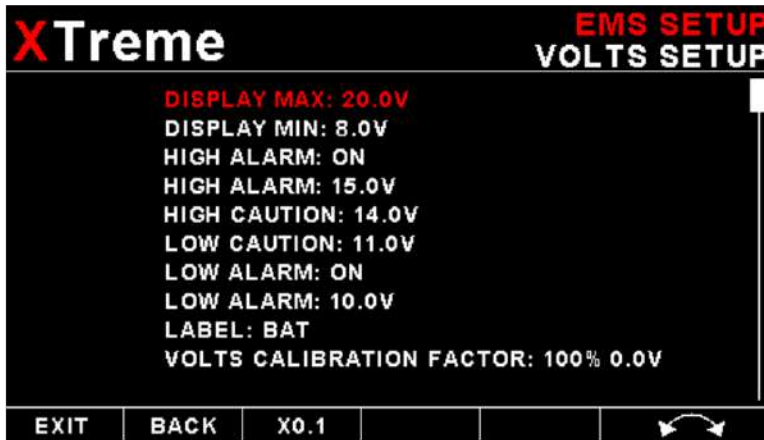 XTreme
EMS SETUP
VOLTS SETUP
DISPLAY MAX: 20.0V
DISPLAY MIN: 8.0V
HIGH ALARM: ON
HIGH ALARM: 15.0V
HIGH CAUTION: 14.0V
LOW CAUTION: 11.0V
LOW ALARM: ON
LOW ALARM: 10.0V
LABEL: BAT
VOLTS CALIBRATION FACTOR: 100% 0.0V
EXIT BACK X0.1